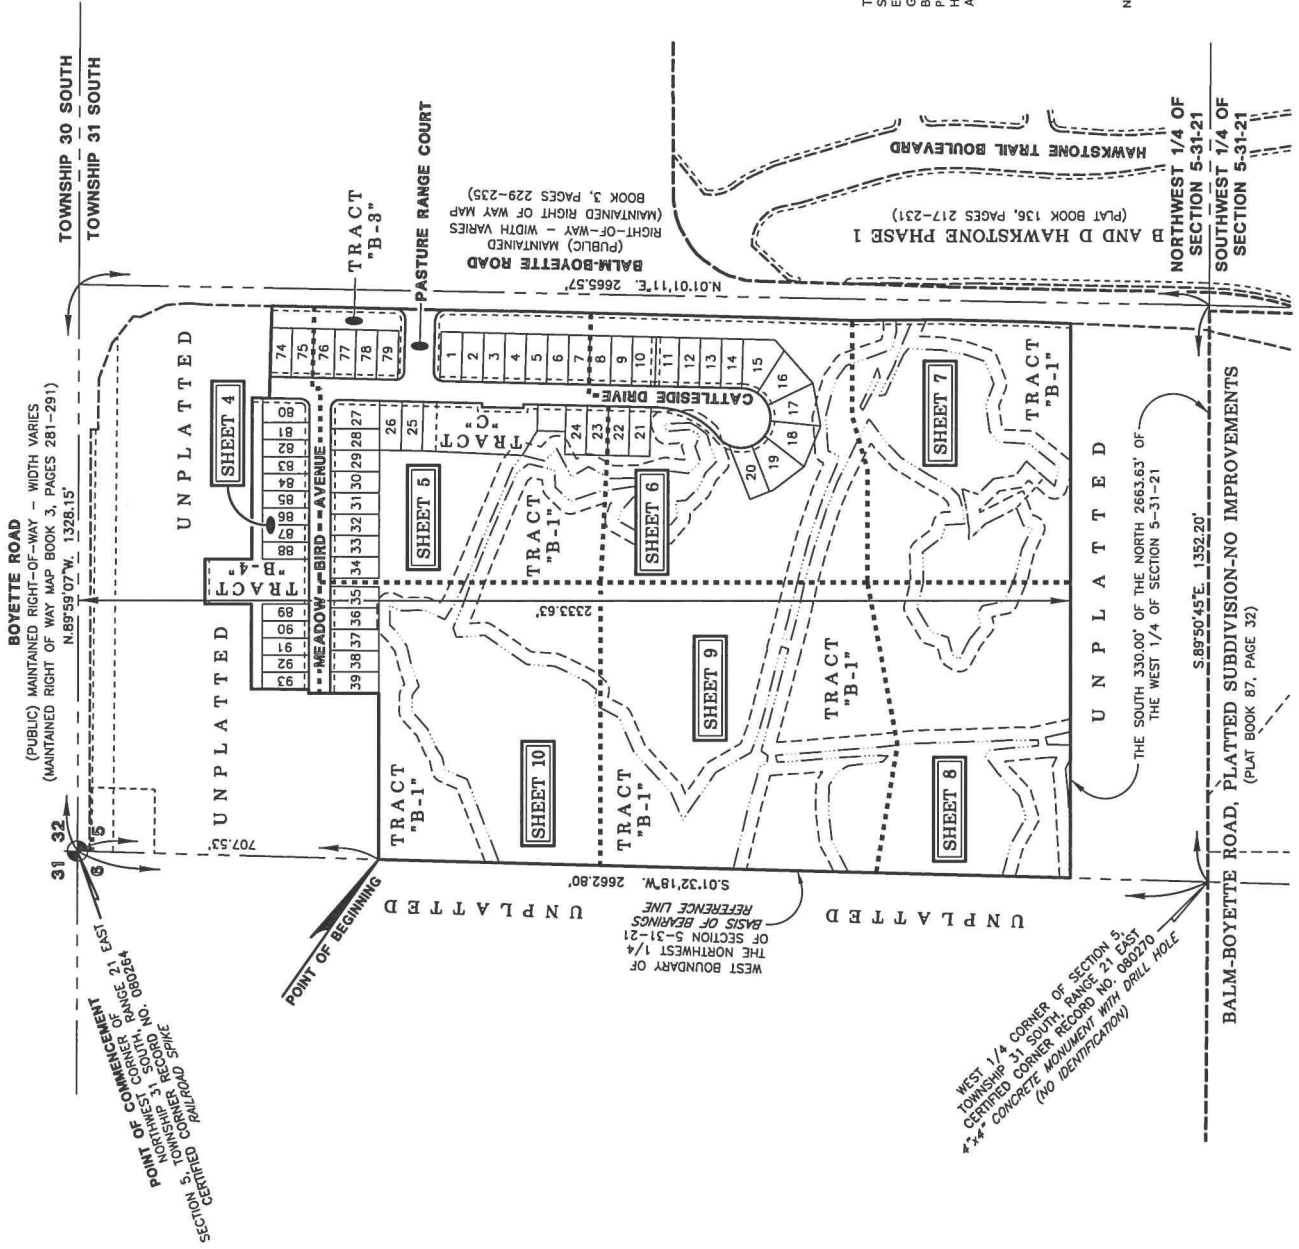 BOYETTE ROAD
(PUBLIC) MAINTAINED RIGHT-OF-WAY - WIDTH VARIES
(MAINTAINED RIGHT OF WAY MAP BOOK 3, PAGES 281-291)
N.89°59'07"W. 1328.15'
TOWNSHIP 30 SOUTH
TOWNSHIP 31 SOUTH
31
32
6
5
POINT OF COMMENCEMENT
NORTHWEST CORNER OF
SECTION 5, TOWNSHIP 31 SOUTH, RANGE 21 EAST
CERTIFIED CORNER RECORD NO. 080264
RAILROAD SPIKE
707.53'
POINT OF BEGINNING
UNPLATTED
UNPLATTED
SHEET 4
TRACT
"B-4"
93
92
91
90
89
88
87
86
85
84
83
82
81
80
MEADOW BIRD AVENUE
39
38
37
36
35
34
33
32
31
30
29
28
27
26
25
74
75
76
77
78
79
TRACT
"B-3"
PASTURE RANGE COURT
BALM-BOYETTE ROAD
(PUBLIC) MAINTAINED
RIGHT-OF-WAY - WIDTH VARIES
(MAINTAINED RIGHT OF WAY MAP
BOOK 3, PAGES 229-235)
N.01°01'11"E. 2665.57'
1
2
3
4
5
6
7
8
9
10
11
12
13
14
15
16
17
18
19
20
21
22
23
24
CATTLESIDE DRIVE
TRACT
"C"
SHEET 5
TRACT
"B-1"
SHEET 6
2333.63'
TRACT
"B-1"
SHEET 10
TRACT
"B-1"
SHEET 9
TRACT
"B-1"
SHEET 8
SHEET 7
TRACT
"B-1"
UNPLATTED
UNPLATTED
S.01°32'18"W. 2662.80'
WEST BOUNDARY OF
THE NORTHWEST 1/4
OF SECTION 5-31-21
BASIS OF BEARINGS
REFERENCE LINE
UNPLATTED
THE SOUTH 330.00' OF THE NORTH 2663.63' OF
THE WEST 1/4 OF SECTION 5-31-21
S.89°50'45"E. 1352.20'
HAWKSTONE TRAIL BOULEVARD
B AND D HAWKSTONE PHASE 1
(PLAT BOOK 136, PAGES 217-231)
NORTHWEST 1/4 OF
SECTION 5-31-21
SOUTHWEST 1/4 OF
SECTION 5-31-21
WEST 1/4 CORNER OF SECTION 5,
TOWNSHIP 31 SOUTH, RANGE 21 EAST
CERTIFIED CORNER RECORD NO. 080270
4"x4" CONCRETE MONUMENT WITH DRILL HOLE
(NO IDENTIFICATION)
BALM-BOYETTE ROAD, PLATTED SUBDIVISION-NO IMPROVEMENTS
(PLAT BOOK 87, PAGE 32)